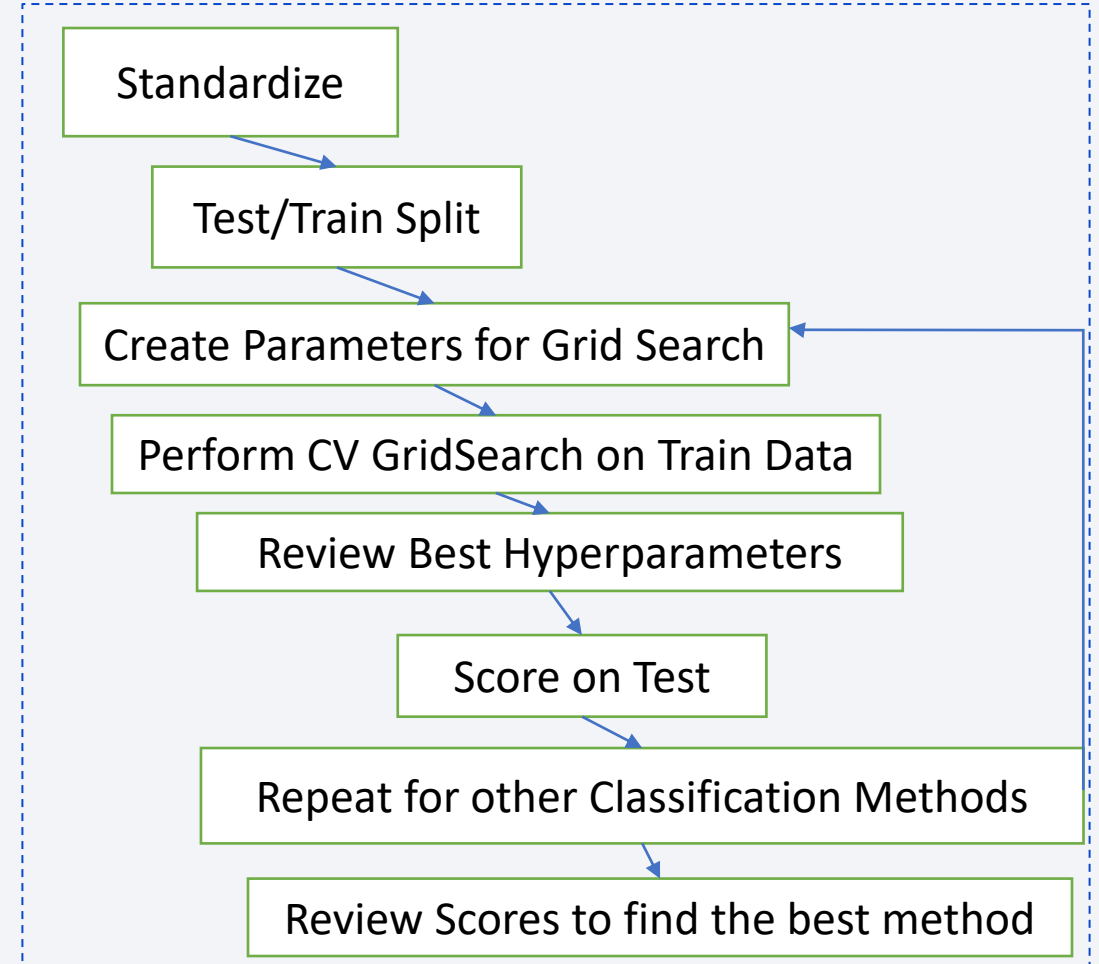 Standardize
Test/Train Split
Create Parameters for Grid Search
Perform CV GridSearch on Train Data
Review Best Hyperparameters
Score on Test
Repeat for other Classification Methods
Review Scores to find the best method